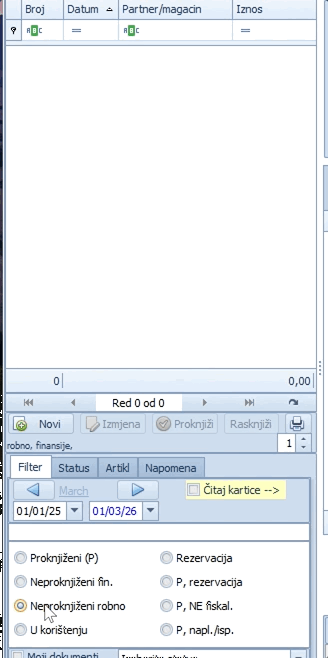 Broj Datum Partner/magacin Iznos
ABC = ABC =
0 0,00
Red 0 od 0
Novi Izmjena Proknjiži Rasknjiži
robno, finansije, 1
Filter Status Artikl Napomena
March Čitaj kartice -->
01/01/25 01/03/26
Proknjiženi (P) Rezervacija
Neproknjiženi fin. P, rezervacija
Neproknjiženi robno P, NE fiskal.
U korištenju P, napl./isp.
Moji dokumenti